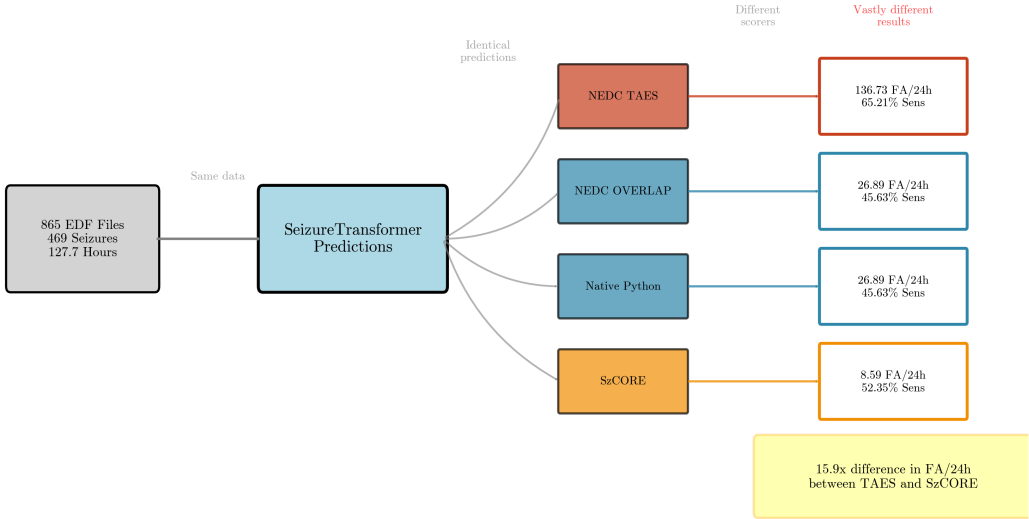 Different
scorers
Vastly different
results
Identical
predictions
NEDC TAES
136.73 FA/24h
65.21% Sens
Same data
NEDC OVERLAP
26.89 FA/24h
45.63% Sens
865 EDF Files
469 Seizures
127.7 Hours
SeizureTransformer
Predictions
Native Python
26.89 FA/24h
45.63% Sens
SzCORE
8.59 FA/24h
52.35% Sens
15.9x difference in FA/24h
between TAES and SzCORE